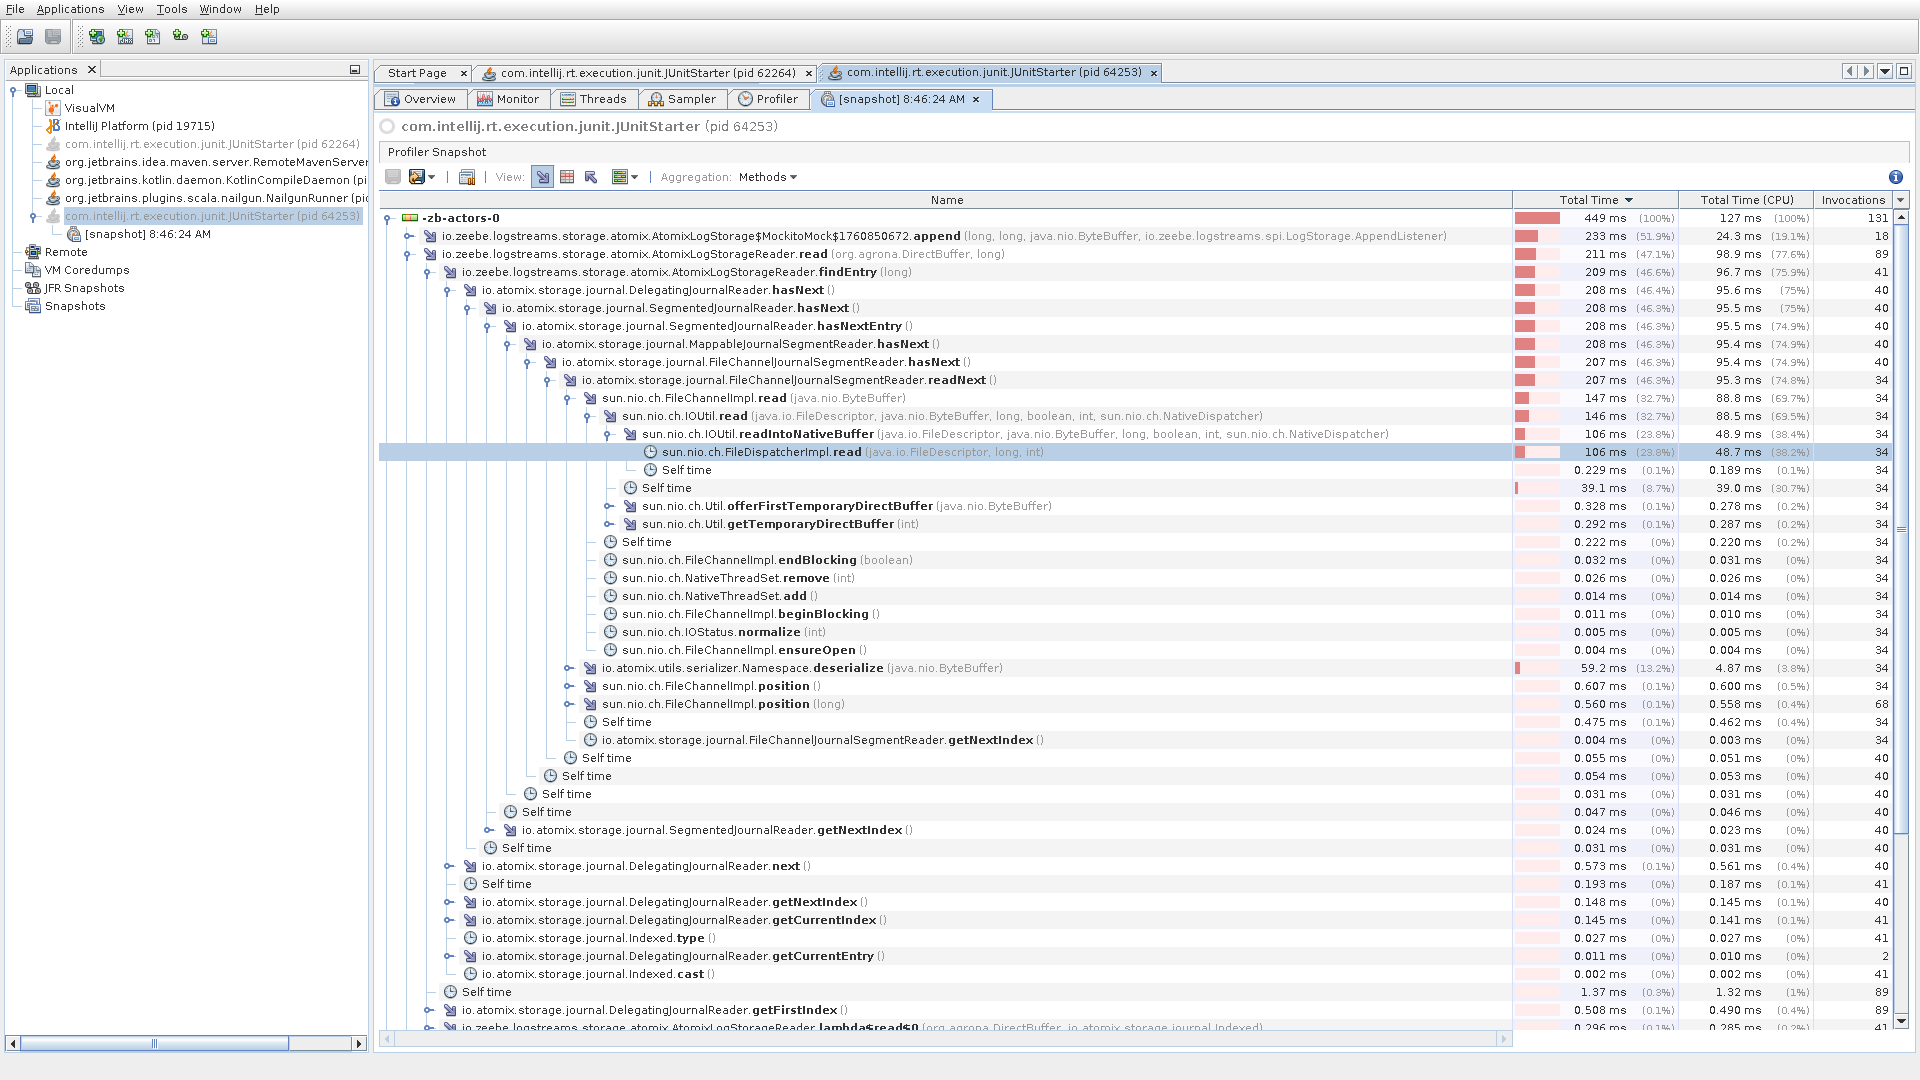 File Applications View Tools Window Help
Applications
Local
VisualVM
IntelliJ Platform (pid 19715)
com.intellij.rt.execution.junit.JUnitStarter (pid 62264)
org.jetbrains.idea.maven.server.RemoteMavenServer
org.jetbrains.kotlin.daemon.KotlinCompileDaemon (pi
org.jetbrains.plugins.scala.nailgun.NailgunRunner (pid
com.intellij.rt.execution.junit.JUnitStarter (pid 64253)
[snapshot] 8:46:24 AM
Remote
VM Coredumps
JFR Snapshots
Snapshots
Start Page com.intellij.rt.execution.junit.JUnitStarter (pid 62264) com.intellij.rt.execution.junit.JUnitStarter (pid 64253)
Overview Monitor Threads Sampler Profiler [snapshot] 8:46:24 AM
com.intellij.rt.execution.junit.JUnitStarter (pid 64253)
Profiler Snapshot
View: Aggregation: Methods
Name Total Time Total Time (CPU) Invocations
-zb-actors-0 449 ms (100%) 127 ms (100%) 131
io.zeebe.logstreams.storage.atomix.AtomixLogStorage$MockitoMock$1760850672.append (long, long, java.nio.ByteBuffer, io.zeebe.logstreams.spi.LogStorage.AppendListener) 233 ms (51.9%) 24.3 ms (19.1%) 18
io.zeebe.logstreams.storage.atomix.AtomixLogStorageReader.read (org.agrona.DirectBuffer, long) 211 ms (47.1%) 98.9 ms (77.6%) 89
io.zeebe.logstreams.storage.atomix.AtomixLogStorageReader.findEntry (long) 209 ms (46.6%) 96.7 ms (75.9%) 41
io.atomix.storage.journal.DelegatingJournalReader.hasNext () 208 ms (46.4%) 95.6 ms (75%) 40
io.atomix.storage.journal.SegmentedJournalReader.hasNext () 208 ms (46.3%) 95.5 ms (75%) 40
io.atomix.storage.journal.SegmentedJournalReader.hasNextEntry () 208 ms (46.3%) 95.5 ms (74.9%) 40
io.atomix.storage.journal.MappableJournalSegmentReader.hasNext () 208 ms (46.3%) 95.4 ms (74.9%) 40
io.atomix.storage.journal.FileChannelJournalSegmentReader.hasNext () 207 ms (46.3%) 95.4 ms (74.9%) 40
io.atomix.storage.journal.FileChannelJournalSegmentReader.readNext () 207 ms (46.3%) 95.3 ms (74.8%) 34
sun.nio.ch.FileChannelImpl.read (java.nio.ByteBuffer) 147 ms (32.7%) 88.8 ms (69.7%) 34
sun.nio.ch.IOUtil.read (java.io.FileDescriptor, java.nio.ByteBuffer, long, boolean, int, sun.nio.ch.NativeDispatcher) 146 ms (32.7%) 88.5 ms (69.5%) 34
sun.nio.ch.IOUtil.readIntoNativeBuffer (java.io.FileDescriptor, java.nio.ByteBuffer, long, boolean, int, sun.nio.ch.NativeDispatcher) 106 ms (23.8%) 48.9 ms (38.4%) 34
sun.nio.ch.FileDispatcherImpl.read (java.io.FileDescriptor, long, int) 106 ms (23.8%) 48.7 ms (38.2%) 34
Self time 0.229 ms (0.1%) 0.189 ms (0.1%) 34
Self time 39.1 ms (8.7%) 39.0 ms (30.7%) 34
sun.nio.ch.Util.offerFirstTemporaryDirectBuffer (java.nio.ByteBuffer) 0.328 ms (0.1%) 0.278 ms (0.2%) 34
sun.nio.ch.Util.getTemporaryDirectBuffer (int) 0.292 ms (0.1%) 0.287 ms (0.2%) 34
Self time 0.222 ms (0%) 0.220 ms (0.2%) 34
sun.nio.ch.FileChannelImpl.endBlocking (boolean) 0.032 ms (0%) 0.031 ms (0%) 34
sun.nio.ch.NativeThreadSet.remove (int) 0.026 ms (0%) 0.026 ms (0%) 34
sun.nio.ch.NativeThreadSet.add () 0.014 ms (0%) 0.014 ms (0%) 34
sun.nio.ch.FileChannelImpl.beginBlocking () 0.011 ms (0%) 0.010 ms (0%) 34
sun.nio.ch.IOStatus.normalize (int) 0.005 ms (0%) 0.005 ms (0%) 34
sun.nio.ch.FileChannelImpl.ensureOpen () 0.004 ms (0%) 0.004 ms (0%) 34
io.atomix.utils.serializer.Namespace.deserialize (java.nio.ByteBuffer) 59.2 ms (13.2%) 4.87 ms (3.8%) 34
sun.nio.ch.FileChannelImpl.position () 0.607 ms (0.1%) 0.600 ms (0.5%) 34
sun.nio.ch.FileChannelImpl.position (long) 0.560 ms (0.1%) 0.558 ms (0.4%) 68
Self time 0.475 ms (0.1%) 0.462 ms (0.4%) 34
io.atomix.storage.journal.FileChannelJournalSegmentReader.getNextIndex () 0.004 ms (0%) 0.003 ms (0%) 34
Self time 0.055 ms (0%) 0.051 ms (0%) 40
Self time 0.054 ms (0%) 0.053 ms (0%) 40
Self time 0.031 ms (0%) 0.031 ms (0%) 40
Self time 0.047 ms (0%) 0.046 ms (0%) 40
io.atomix.storage.journal.SegmentedJournalReader.getNextIndex () 0.024 ms (0%) 0.023 ms (0%) 40
Self time 0.031 ms (0%) 0.031 ms (0%) 40
io.atomix.storage.journal.DelegatingJournalReader.next () 0.573 ms (0.1%) 0.561 ms (0.4%) 40
Self time 0.193 ms (0%) 0.187 ms (0.1%) 41
io.atomix.storage.journal.DelegatingJournalReader.getNextIndex () 0.148 ms (0%) 0.145 ms (0.1%) 40
io.atomix.storage.journal.DelegatingJournalReader.getCurrentIndex () 0.145 ms (0%) 0.141 ms (0.1%) 41
io.atomix.storage.journal.Indexed.type () 0.027 ms (0%) 0.027 ms (0%) 41
io.atomix.storage.journal.DelegatingJournalReader.getCurrentEntry () 0.011 ms (0%) 0.010 ms (0%) 2
io.atomix.storage.journal.Indexed.cast () 0.002 ms (0%) 0.002 ms (0%) 41
Self time 1.37 ms (0.3%) 1.32 ms (1%) 89
io.atomix.storage.journal.DelegatingJournalReader.getFirstIndex () 0.508 ms (0.1%) 0.490 ms (0.4%) 89
io.zeebe.logstreams.storage.atomix.AtomixLogStorageReader.lambda$read$0 (org.agrona.DirectBuffer, io.atomix.storage.journal.Indexed) 0.296 ms (0.1%) 0.285 ms (0.2%) 41